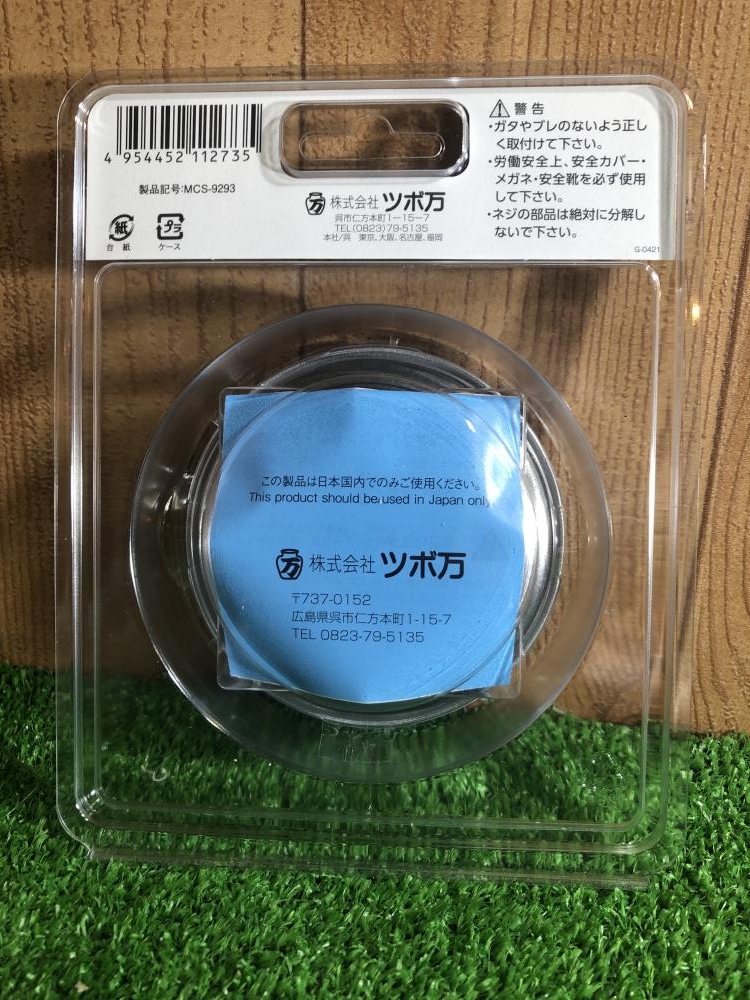 4 954452 112735
製品記号:MCS-9293
紙
台 紙
プラ
ケース
万 株式会社 ツボ万
呉市仁方本町1ー15ー7
TEL(0823)79-5135
本社/呉 東京、大阪、名古屋、福岡
警告
・ガタやブレのないよう正し
く取付けて下さい。
・労働安全上、安全カバー・
メガネ・安全靴を必ず使用
して下さい。
・ネジの部品は絶対に分解し
ないで下さい。
G-0421
この製品は日本国内でのみご使用ください。
This product should be used in Japan only
万 株式会社 ツボ万
〒737-0152
広島県呉市仁方本町1-15-7
TEL 0823-79-5135